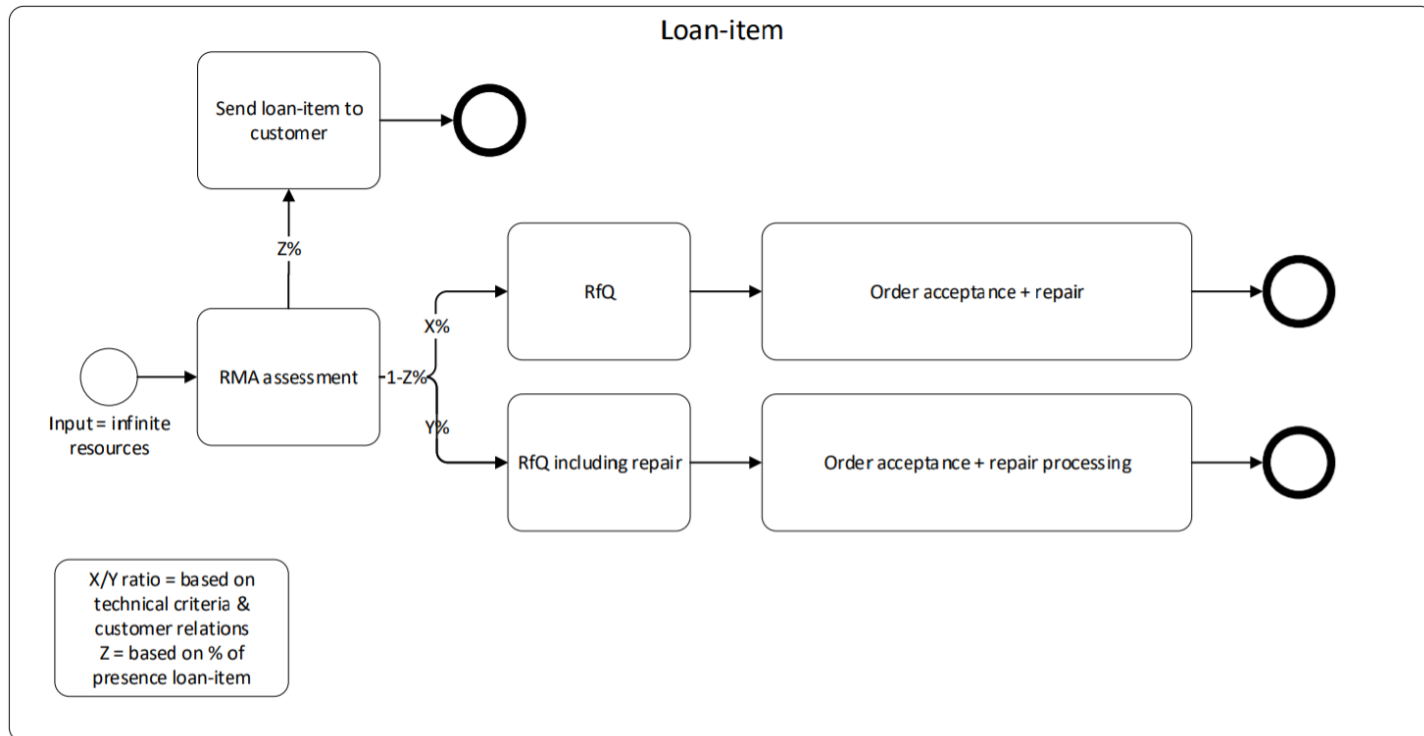 Loan-item
Send loan-item to
customer
Z%
RfQ
Order acceptance + repair
X%
Input = infinite
resources
RMA assessment
1-Z%
Y%
RfQ including repair
Order acceptance + repair processing
X/Y ratio = based on
technical criteria &
customer relations
Z = based on % of
presence loan-item